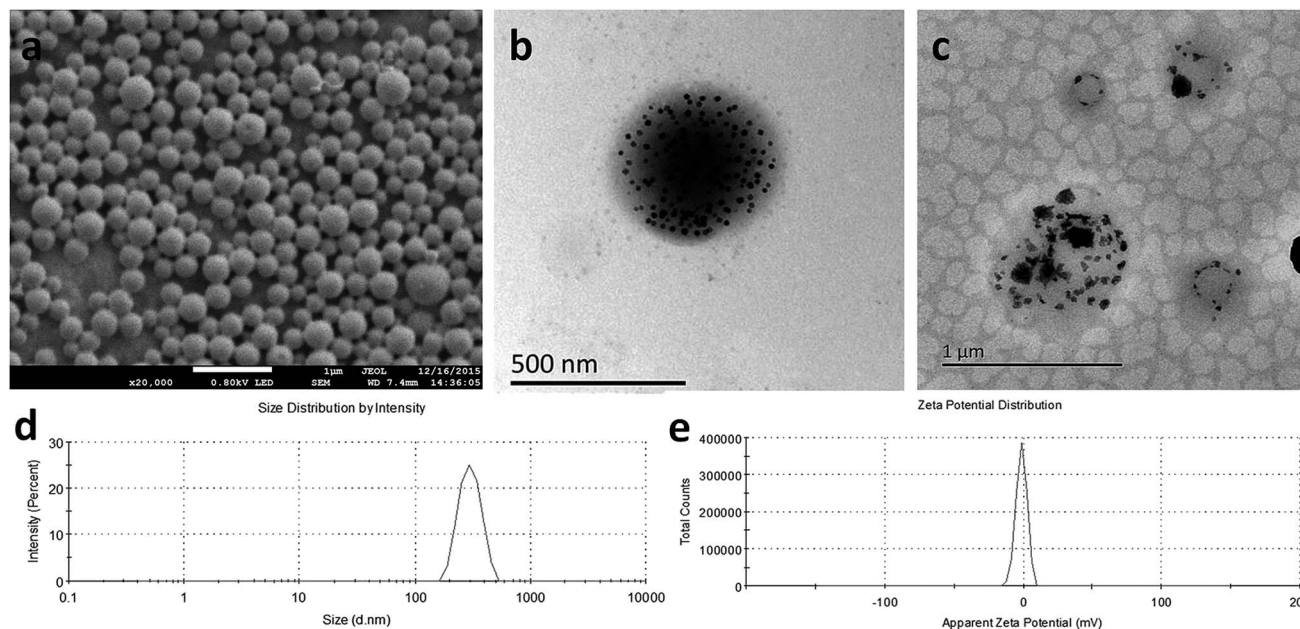 a
b
c
500 nm
1 µm
1µm JEOL 12/16/2015
x20,000 0.80kV LED SEM WD 7.4mm 14:36:05
Size Distribution by Intensity
Zeta Potential Distribution
d
Intensity (Percent)
30
20
10
0
0.1 1 10 100 1000 10000
Size (d.nm)
e
Total Counts
400000
300000
200000
100000
0
-100 0 100 200
Apparent Zeta Potential (mV)